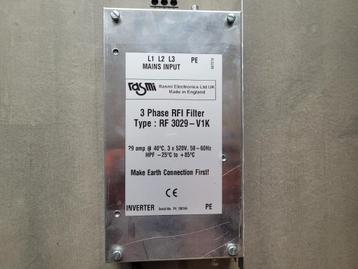 L1 L2 L3 PE
MAINS INPUT
rasmi
Rasmi Electronics Ltd UK
Made in England
3 Phase RFI Filter
Type : RF 3029-V1K
29 amp @ 40°C, 3 x 520V, 50-60Hz
HPF -25°C to +85°C
Make Earth Connection First!
CE
INVERTER PE